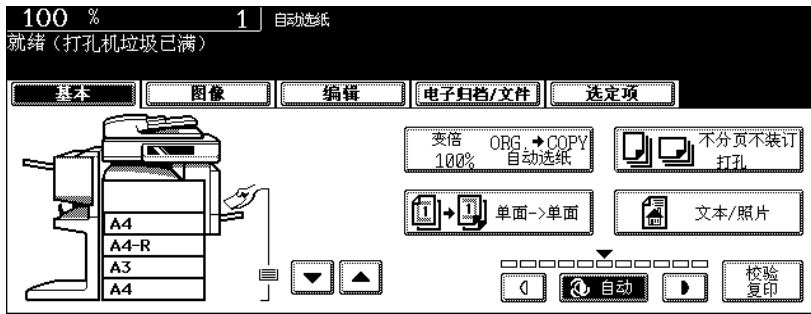 100 % 1 自动选纸
就绪（打孔机垃圾已满）
基本 图像 编辑 电子归档/文件 选定项
变倍 ORG.→COPY
100% 自动选纸
不分页不装订
打孔
1→1 单面->单面
文本/照片
A4
A4-R
A3
A4
自动
校验
复印